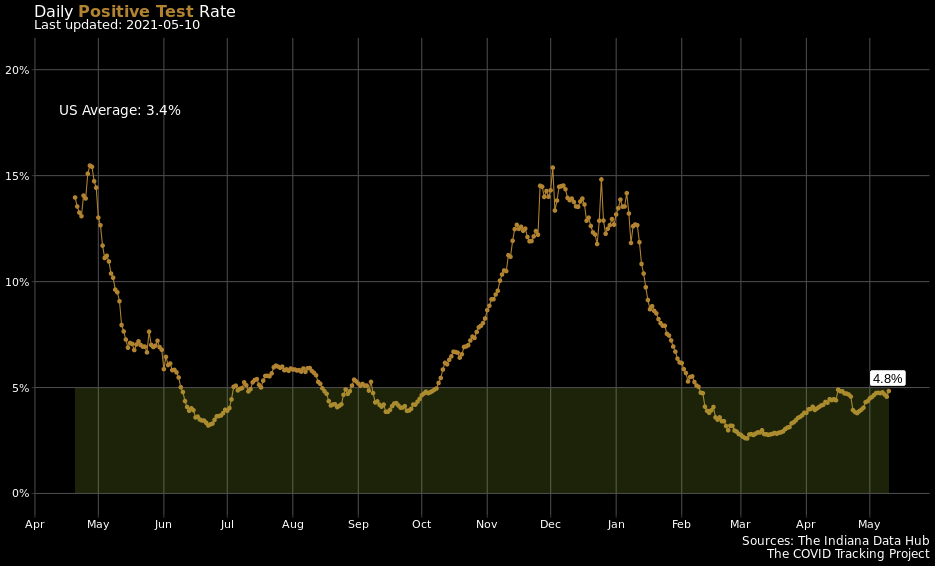 Daily Positive Test Rate
Last updated: 2021-05-10
20%
US Average: 3.4%
15%
10%
5%
4.8%
0%
Apr May Jun Jul Aug Sep Oct Nov Dec Jan Feb Mar Apr May
Sources: The Indiana Data Hub
The COVID Tracking Project